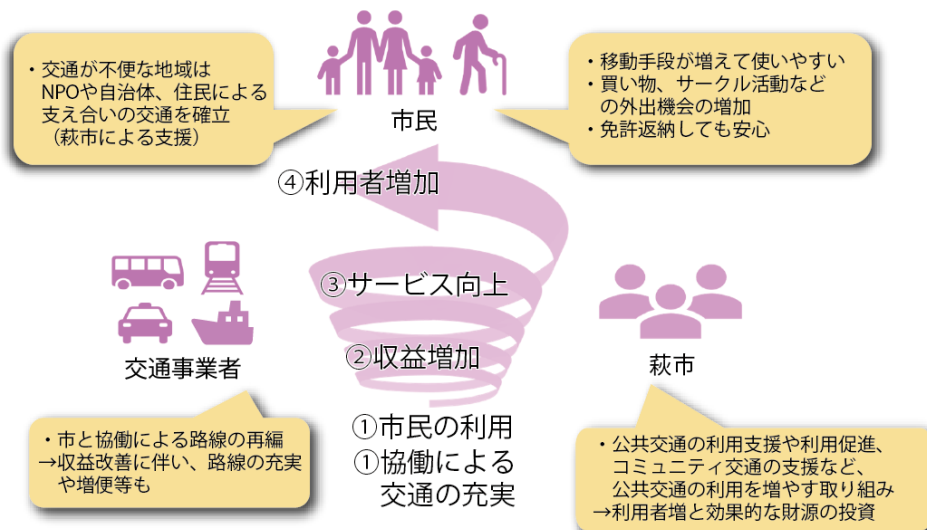 ・交通が不便な地域は
NPOや自治体、住民による
支え合いの交通を確立
（萩市による支援）
市民
・移動手段が増えて使いやすい
・買い物、サークル活動など
の外出機会の増加
・免許返納しても安心
④利用者増加
③サービス向上
②収益増加
①市民の利用
①協働による
交通の充実
交通事業者
・市と協働による路線の再編
→収益改善に伴い、路線の充実
や増便等も
萩市
・公共交通の利用支援や利用促進、
コミュニティ交通の支援など、
公共交通の利用を増やす取り組み
→利用者増と効果的な財源の投資